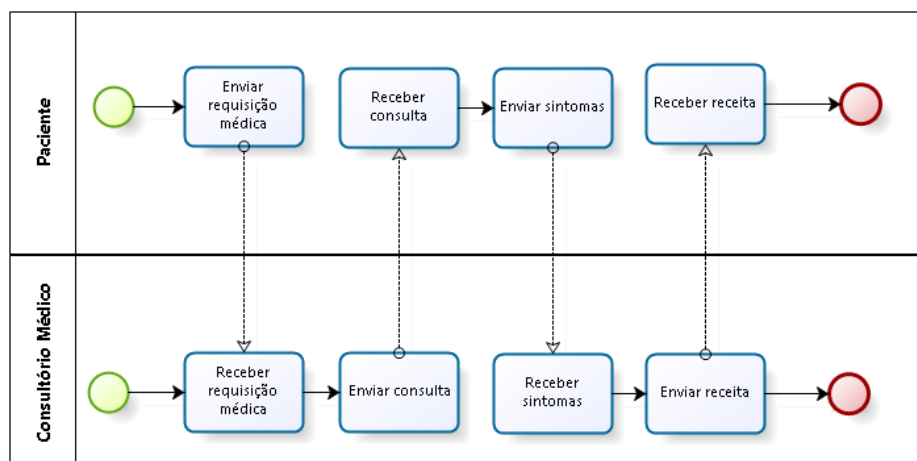 Paciente
Enviar
requisição
médica
Receber
consulta
Enviar sintomas
Receber receita
Consultório Médico
Receber
requisição
médica
Enviar consulta
Receber
sintomas
Enviar receita